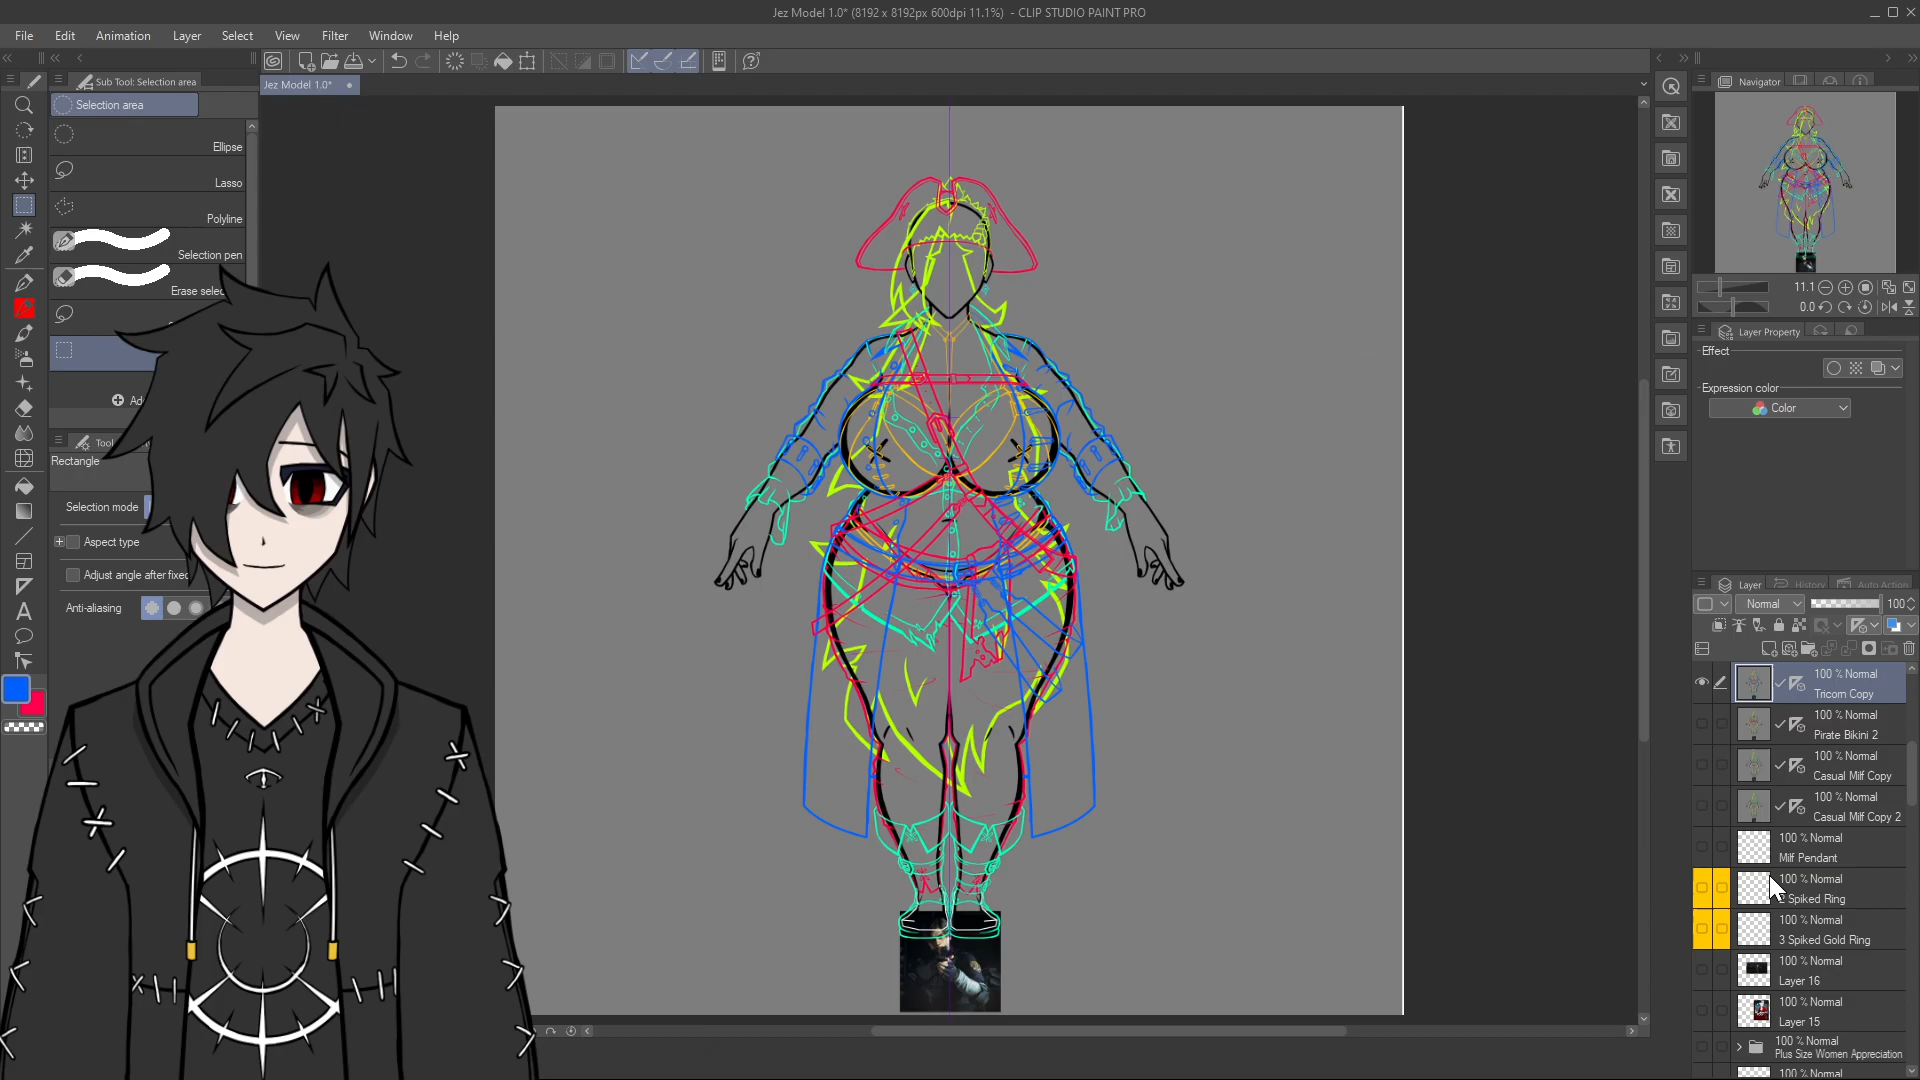 Jez Model 1.0* (8192 x 8192px 600dpi 11.1%)  - CLIP STUDIO PAINT PRO
File Edit Animation Layer Select View Filter Window Help
Sub Tool: Selection area
Jez Model 1.0*
Navigator
Selection area
Ellipse
Lasso
Polyline
Selection pen
Erase selec
11.1
0.0
Layer Property
Effect
Expression color
Color
Ad
Tool
Rectangle
Selection mode
Aspect type
Adjust angle after fixed
Anti-aliasing
A
Layer History Auto Action
Normal 100
100 % Normal
Tricorn Copy
100 % Normal
Pirate Bikini 2
100 % Normal
Casual Milf Copy
100 % Normal
Casual Milf Copy 2
100 % Normal
Milf Pendant
100 % Normal
Spiked Ring
100 % Normal
3 Spiked Gold Ring
100 % Normal
Layer 16
100 % Normal
Layer 15
100 % Normal
Plus Size Women Appreciation
100 % Normal